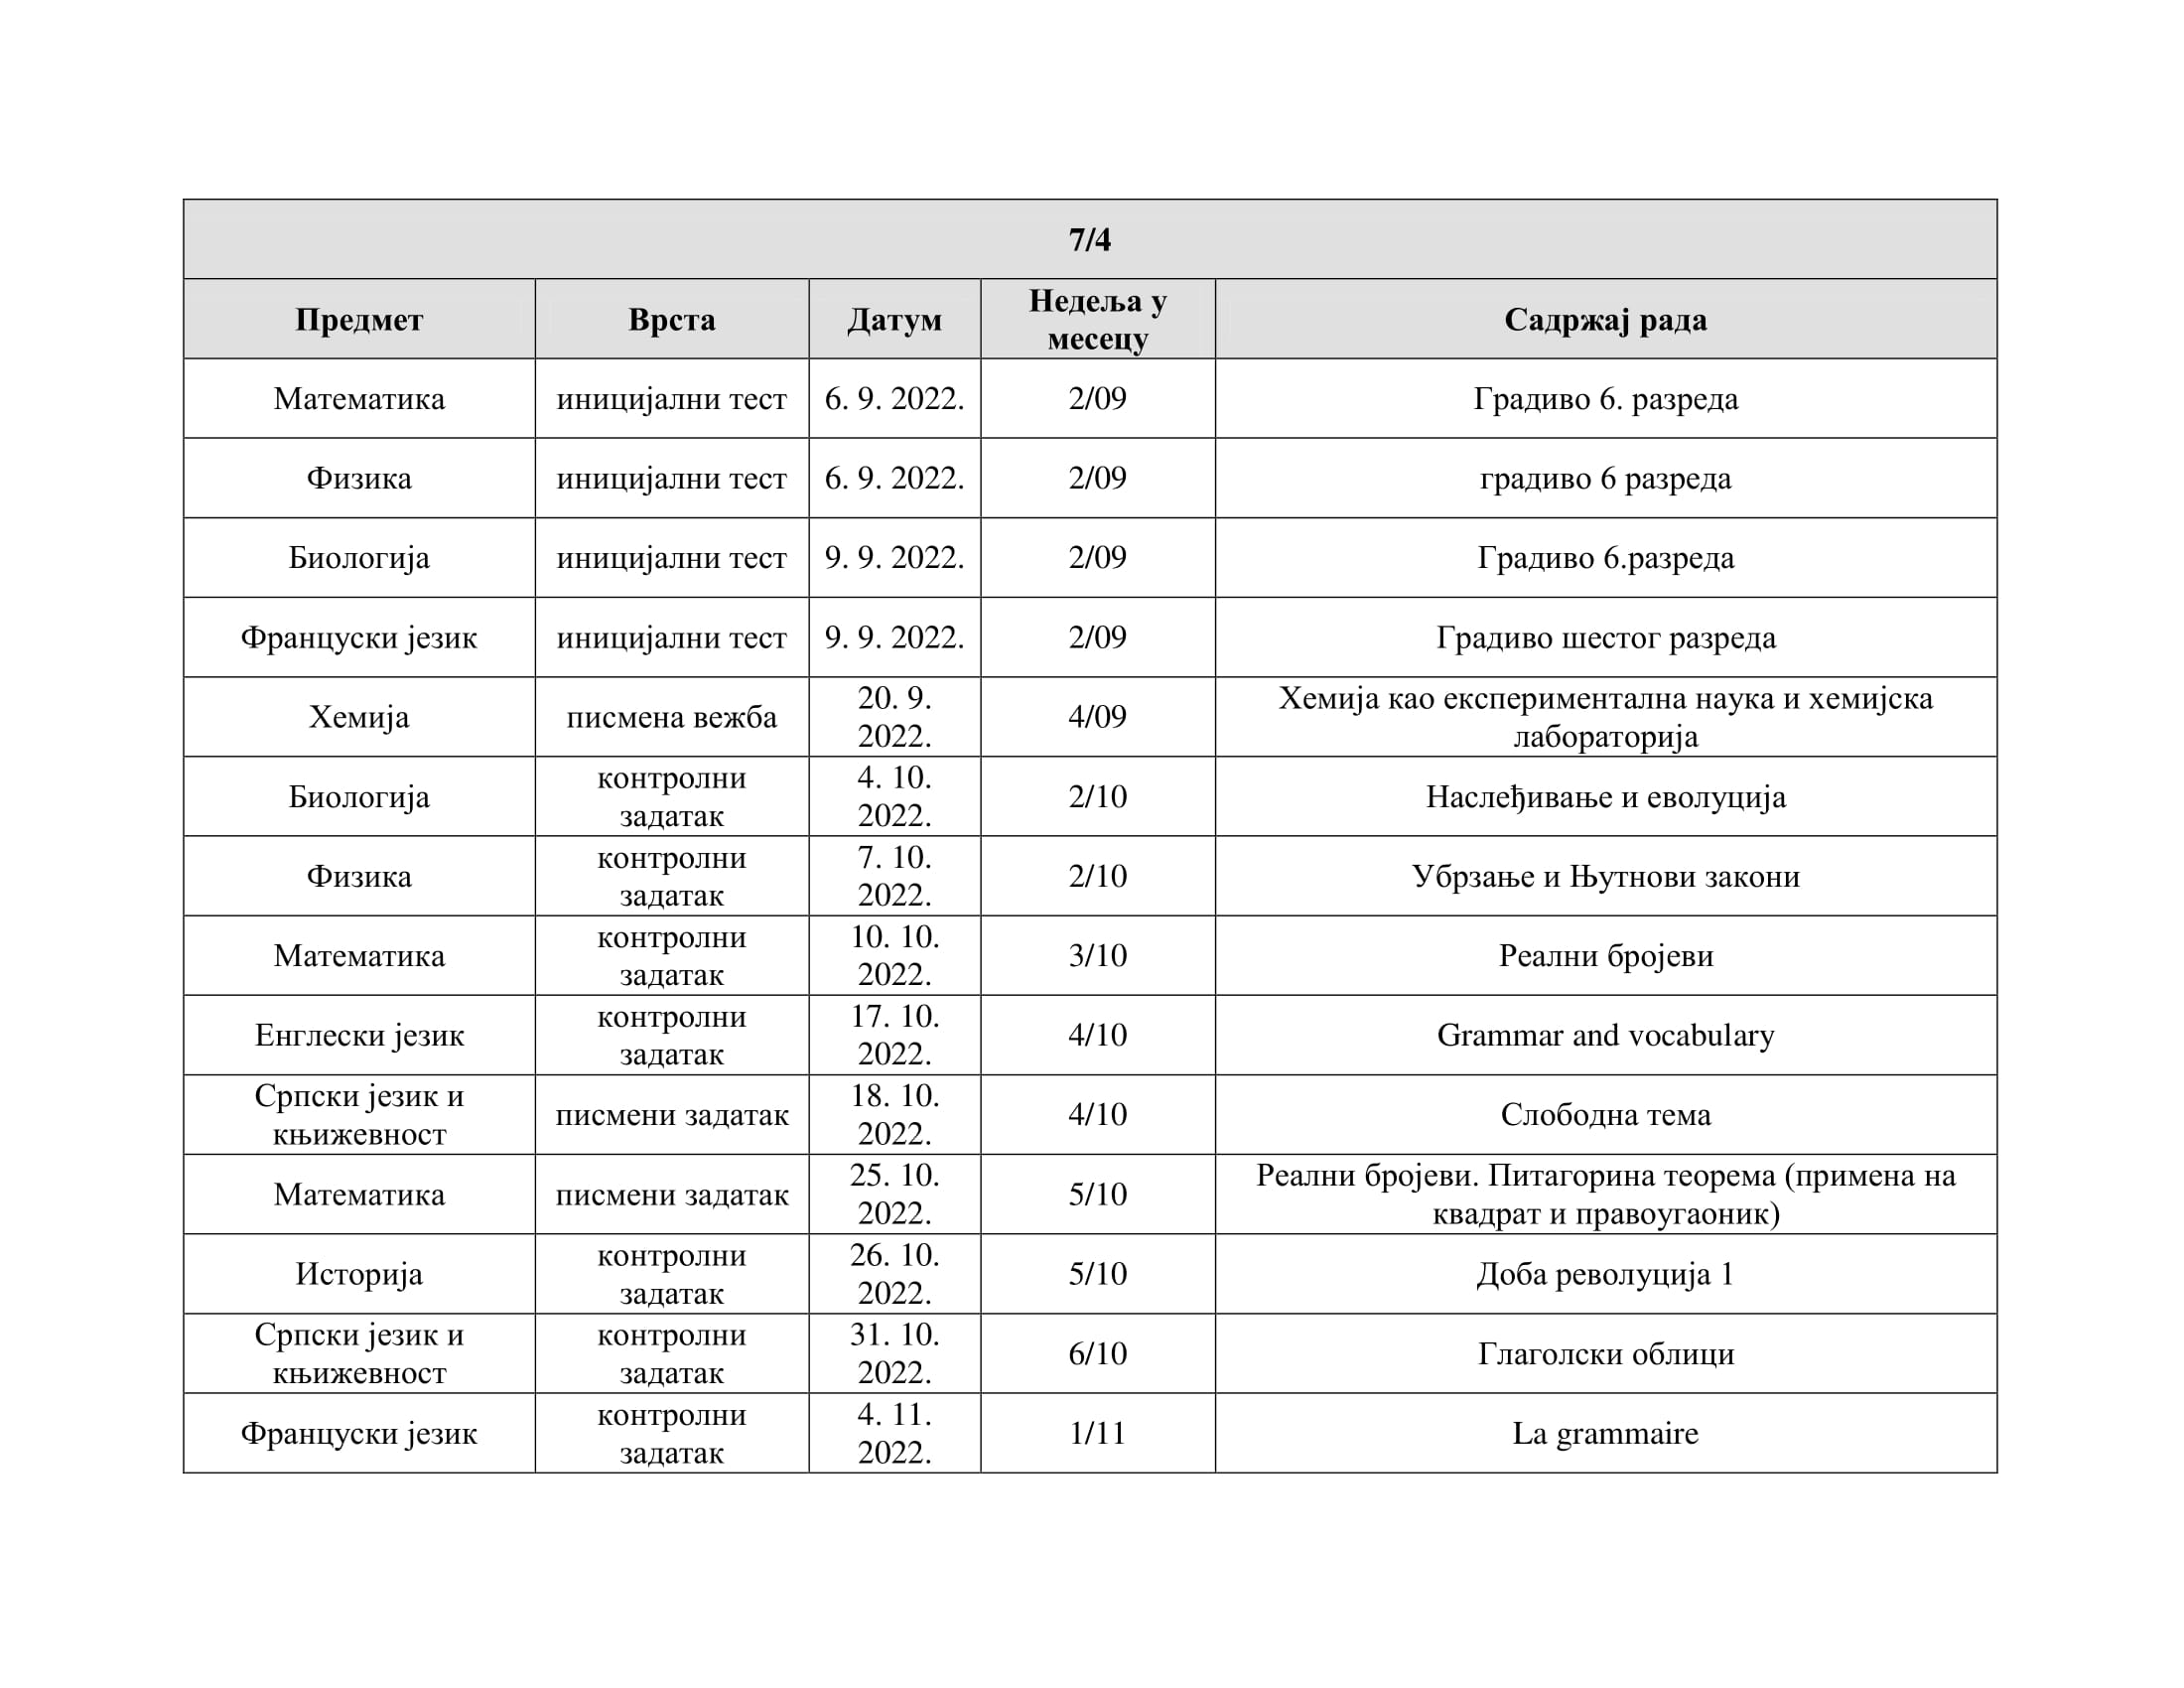 7/4
Предмет
Врста
Датум
Недеља у
месецу
Садржај рада
Математика
иницијални тест
6. 9. 2022.
2/09
Градиво 6. разреда
Физика
иницијални тест
6. 9. 2022.
2/09
градиво 6 разреда
Биологија
иницијални тест
9. 9. 2022.
2/09
Градиво 6.разреда
Француски језик
иницијални тест
9. 9. 2022.
2/09
Градиво шестог разреда
Хемија
писмена вежба
20. 9.
2022.
4/09
Хемија као експериментална наука и хемијска
лабораторија
Биологија
контролни
задатак
4. 10.
2022.
2/10
Наслеђивање и еволуција
Физика
контролни
задатак
7. 10.
2022.
2/10
Убрзање и Њутнови закони
Математика
контролни
задатак
10. 10.
2022.
3/10
Реални бројеви
Енглески језик
контролни
задатак
17. 10.
2022.
4/10
Grammar and vocabulary
Српски језик и
књижевност
писмени задатак
18. 10.
2022.
4/10
Слободна тема
Математика
писмени задатак
25. 10.
2022.
5/10
Реални бројеви. Питагорина теорема (примена на
квадрат и правоугаоник)
Историја
контролни
задатак
26. 10.
2022.
5/10
Доба револуција 1
Српски језик и
књижевност
контролни
задатак
31. 10.
2022.
6/10
Глаголски облици
Француски језик
контролни
задатак
4. 11.
2022.
1/11
La grammaire